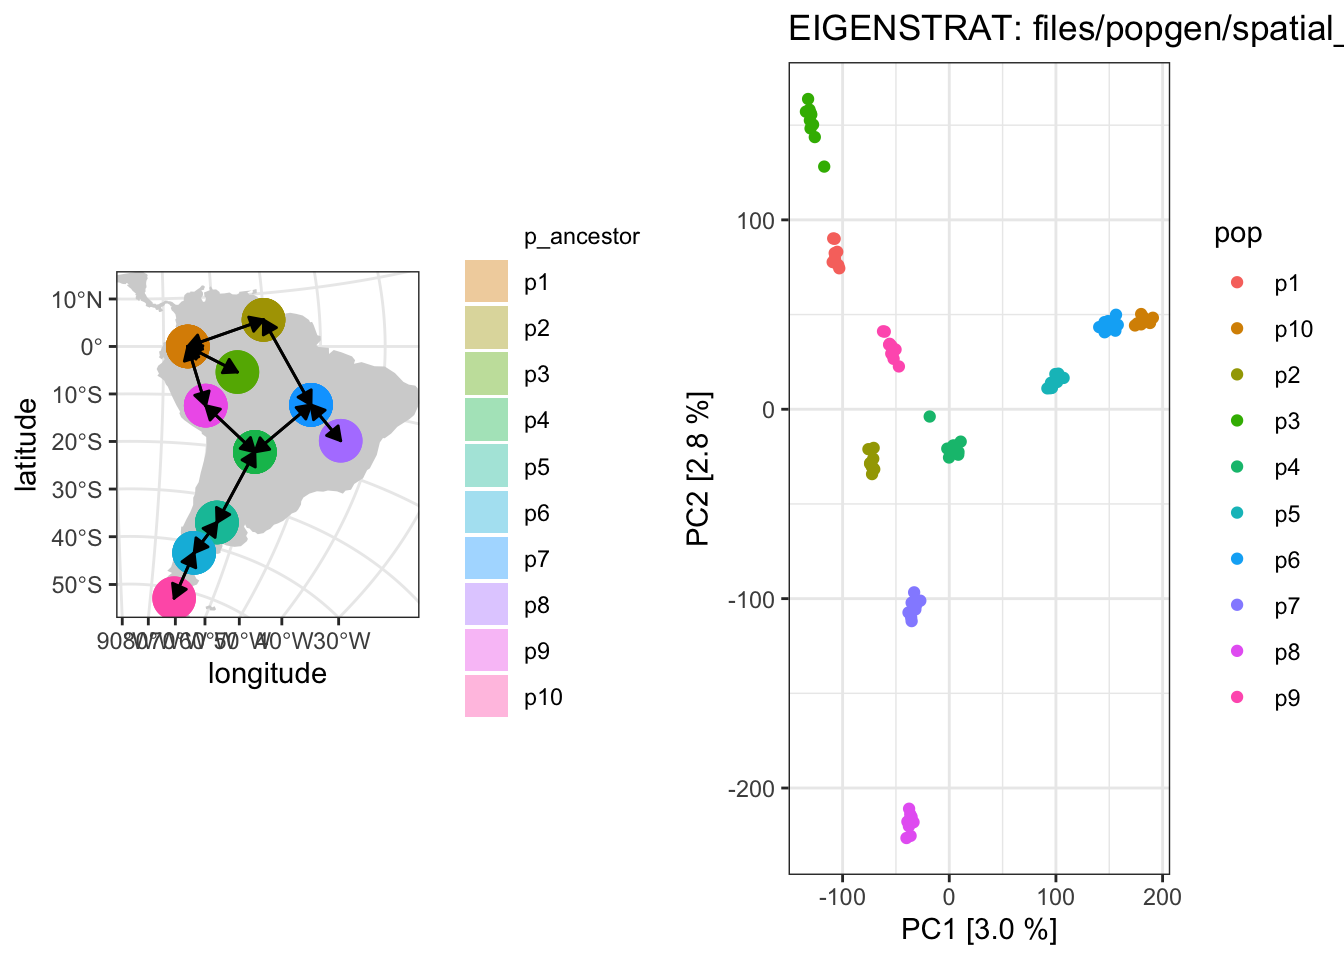 EIGENSTRAT: files/popgen/spatial_
p_ancestor
p1
p2
p3
p4
p5
p6
p7
p8
p9
p10
10°N
0°
10°S
20°S
30°S
40°S
50°S
40°W
30°W
longitude
latitude
100
0
-100
-200
-100
0
100
200
PC1 [3.0 %]
PC2 [2.8 %]
pop
p1
p10
p2
p3
p4
p5
p6
p7
p8
p9